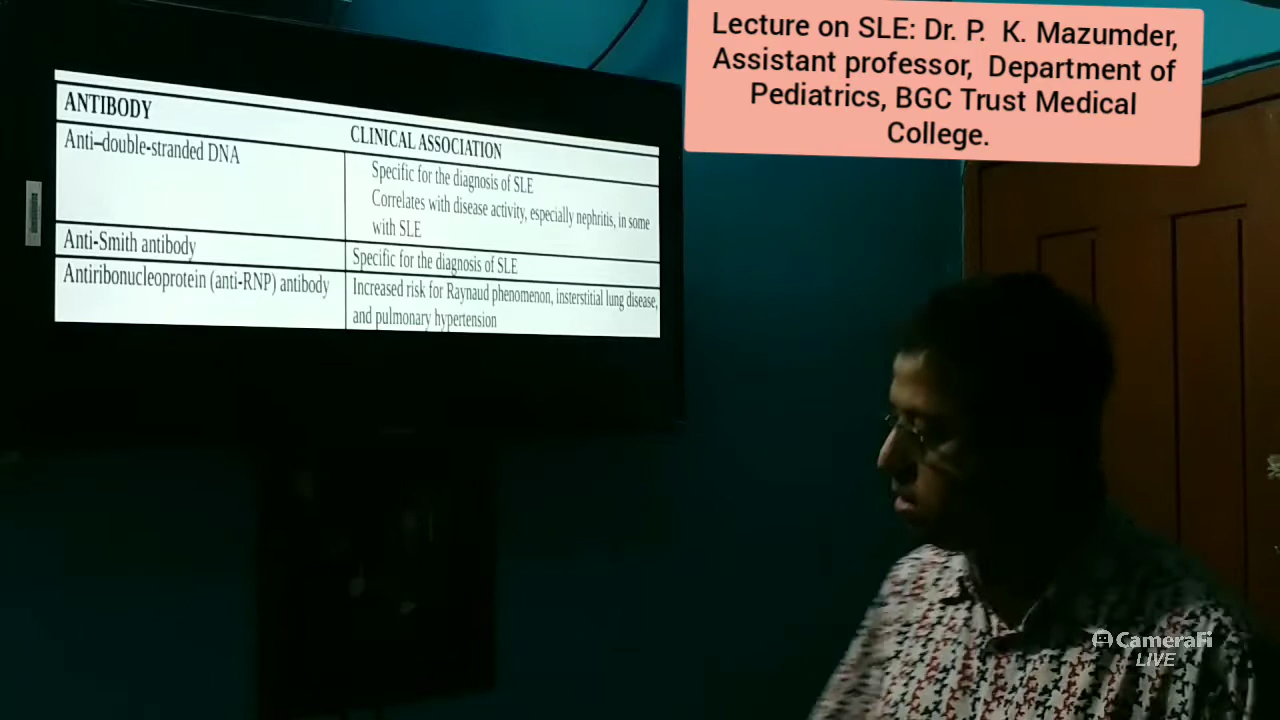 Lecture on SLE: Dr. P. K. Mazumder,
Assistant professor, Department of
Pediatrics, BGC Trust Medical
College.
ANTIBODY
CLINICAL ASSOCIATION
Anti–double-stranded DNA
Specific for the diagnosis of SLE
Correlates with disease activity, especially nephritis, in some
with SLE
Anti-Smith antibody
Specific for the diagnosis of SLE
Antiribonucleoprotein (anti-RNP) antibody
Increased risk for Raynaud phenomenon, insterstitial lung disease,
and pulmonary hypertension
CameraFi
LIVE